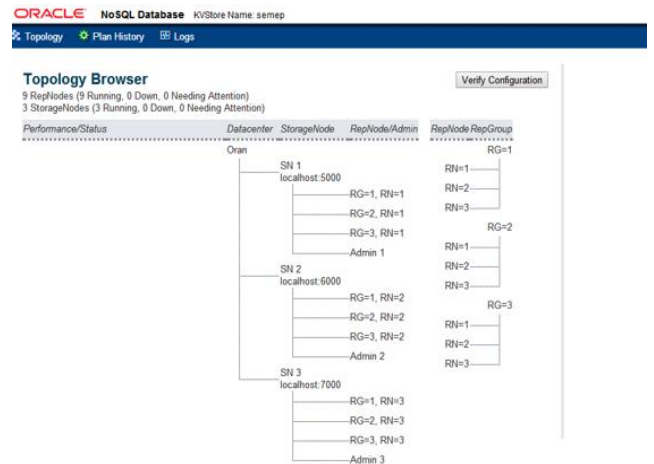 ORACLE NoSQL Database KVStore Name: semep
Topology Plan History Logs
Topology Browser
Verify Configuration
9 RepNodes (9 Running, 0 Down, 0 Needing Attention)
3 StorageNodes (3 Running, 0 Down, 0 Needing Attention)
Performance/Status Datacenter StorageNode RepNode/Admin RepNode RepGroup
Oran
SN 1
localhost:5000
RG=1, RN=1
RG=2, RN=1
RG=3, RN=1
Admin 1
SN 2
localhost:6000
RG=1, RN=2
RG=2, RN=2
RG=3, RN=2
Admin 2
SN 3
localhost:7000
RG=1, RN=3
RG=2, RN=3
RG=3, RN=3
Admin 3
RG=1
RN=1
RN=2
RN=3
RG=2
RN=1
RN=2
RN=3
RG=3
RN=1
RN=2
RN=3